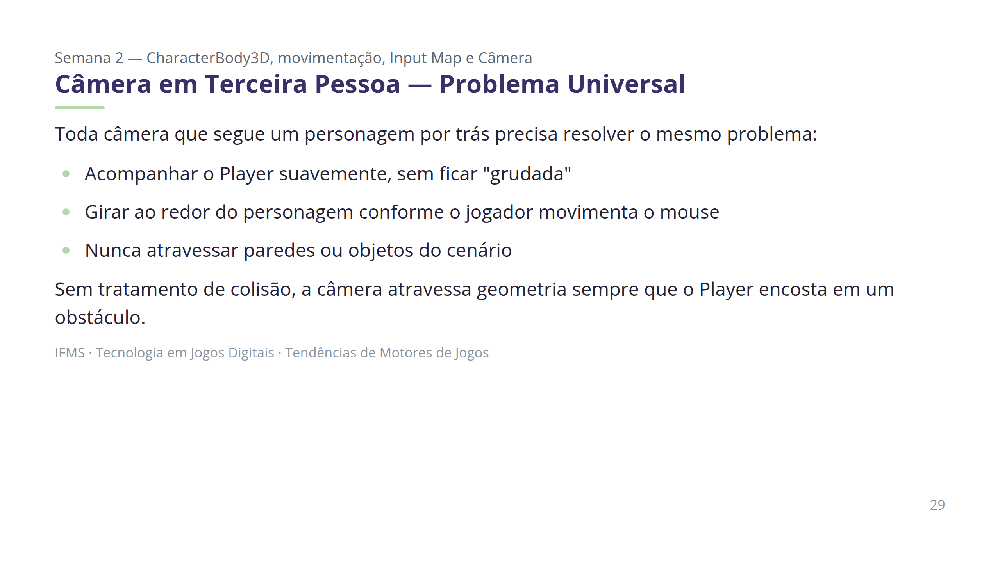 Semana 2 — CharacterBody3D, movimentação, Input Map e Câmera
Câmera em Terceira Pessoa — Problema Universal
Toda câmera que segue um personagem por trás precisa resolver o mesmo problema:
Acompanhar o Player suavemente, sem ficar "grudada"
Girar ao redor do personagem conforme o jogador movimenta o mouse
Nunca atravessar paredes ou objetos do cenário
Sem tratamento de colisão, a câmera atravessa geometria sempre que o Player encosta em um
obstáculo.
IFMS · Tecnologia em Jogos Digitais · Tendências de Motores de Jogos
29